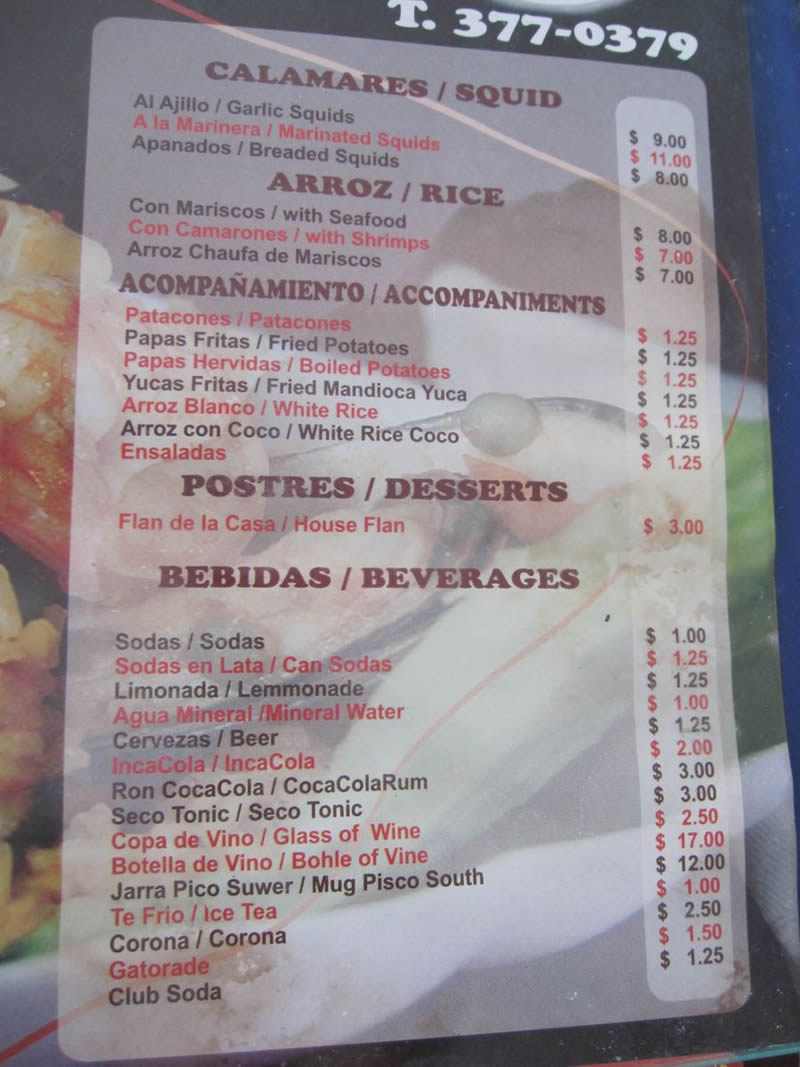 T. 377-0379
CALAMARES / SQUID
Al Ajillo / Garlic Squids $ 9.00
A la Marinera / Marinated Squids $ 11.00
Apanados / Breaded Squids $ 8.00
ARROZ / RICE
Con Mariscos / with Seafood $ 8.00
Con Camarones / with Shrimps $ 7.00
Arroz Chaufa de Mariscos $ 7.00
ACOMPAÑAMIENTO / ACCOMPANIMENTS
Patacones / Patacones $ 1.25
Papas Fritas / Fried Potatoes $ 1.25
Papas Hervidas / Boiled Potatoes $ 1.25
Yucas Fritas / Fried Mandioca Yuca $ 1.25
Arroz Blanco / White Rice $ 1.25
Arroz con Coco / White Rice Coco $ 1.25
Ensaladas $ 1.25
POSTRES / DESSERTS
Flan de la Casa / House Flan $ 3.00
BEBIDAS / BEVERAGES
Sodas / Sodas $ 1.00
Sodas en Lata / Can Sodas $ 1.25
Limonada / Lemmonade $ 1.25
Agua Mineral /Mineral Water $ 1.00
Cervezas / Beer $ 1.25
IncaCola / IncaCola $ 2.00
Ron CocaCola / CocaColaRum $ 3.00
Seco Tonic / Seco Tonic $ 3.00
Copa de Vino / Glass of Wine $ 2.50
Botella de Vino / Bohle of Vine $ 17.00
Jarra Pico Suwer / Mug Pisco South $ 12.00
Te Frio / Ice Tea $ 1.00
Corona / Corona $ 2.50
Gatorade $ 1.50
Club Soda $ 1.25